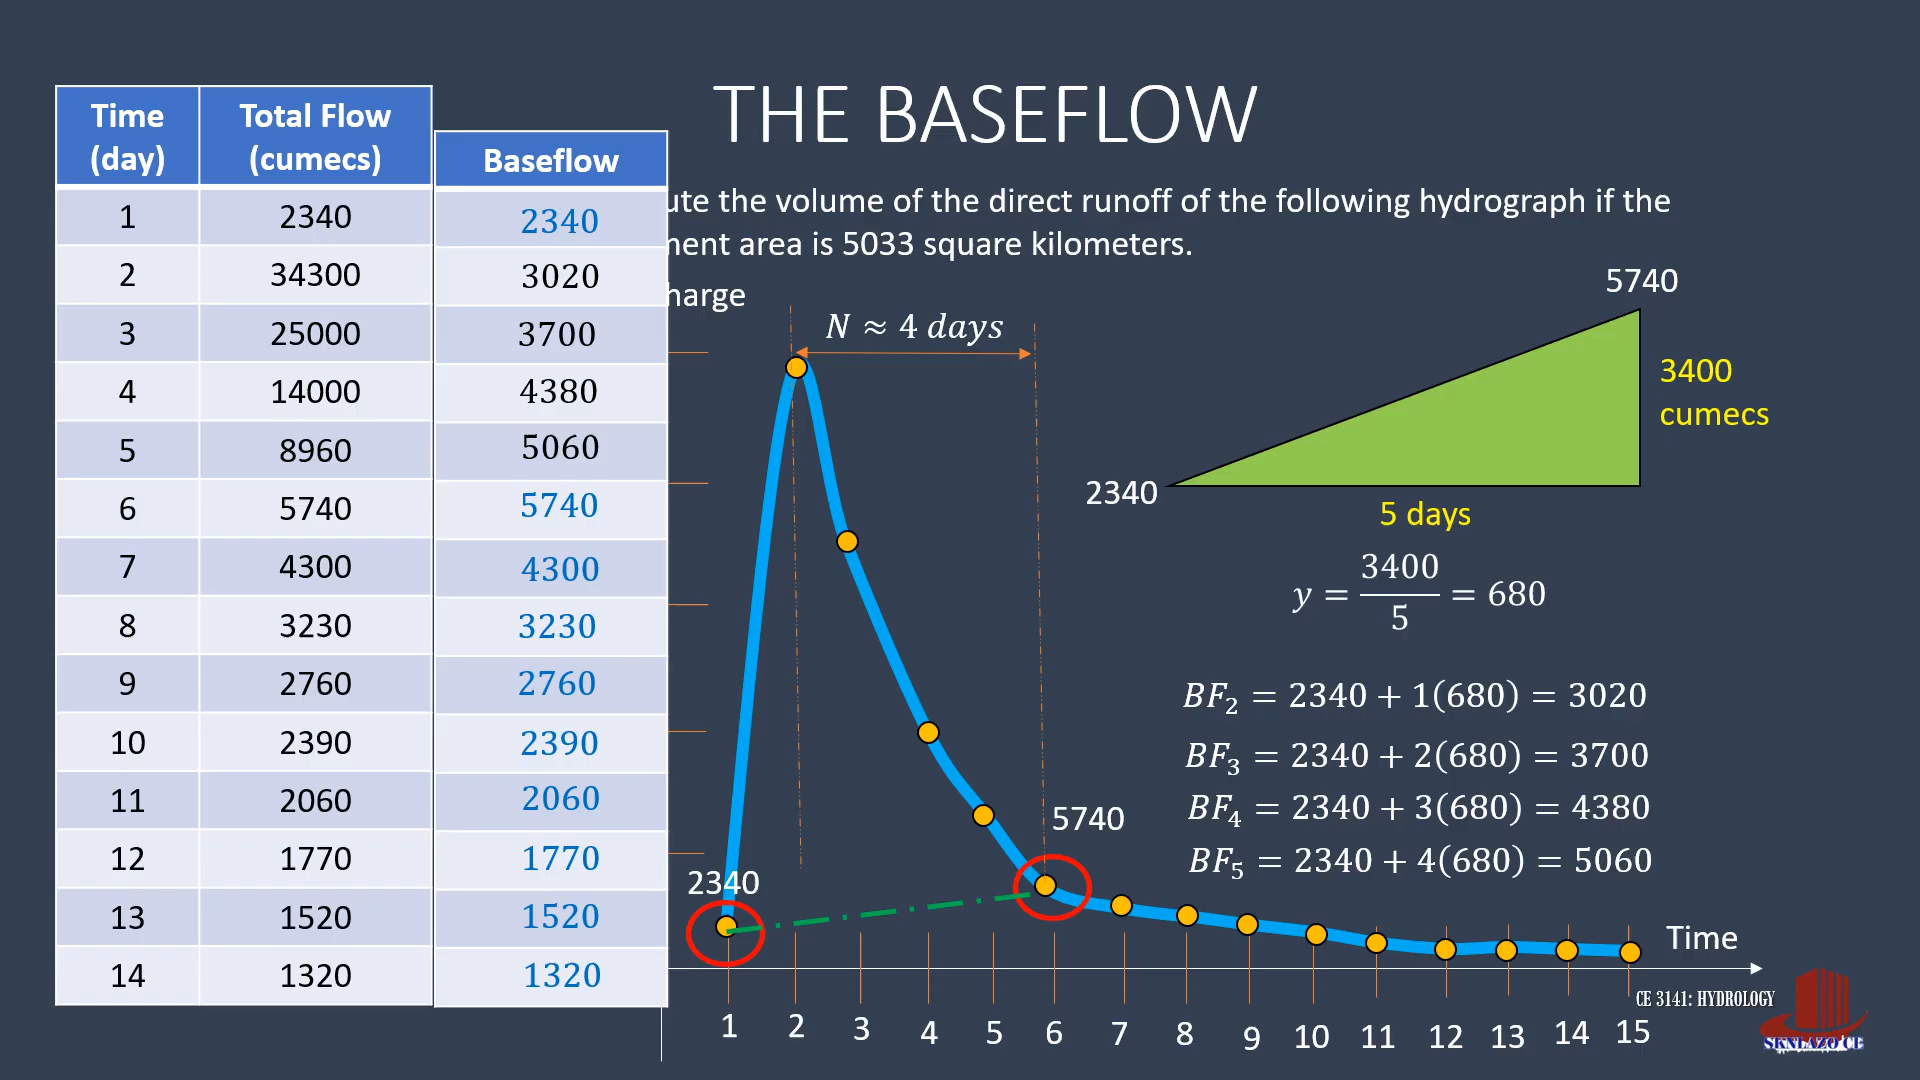 THE BASEFLOW
Time (day) Total Flow (cumecs) Baseflow
1 2340 2340
2 34300 3020
3 25000 3700
4 14000 4380
5 8960 5060
6 5740 5740
7 4300 4300
8 3230 3230
9 2760 2760
10 2390 2390
11 2060 2060
12 1770 1770
13 1520 1520
14 1320 1320
ute the volume of the direct runoff of the following hydrograph if the
ment area is 5033 square kilometers.
harge
N ≈ 4 days
5740
3400
cumecs
2340
5 days
y = 3400/5 = 680
BF₂ = 2340 + 1(680) = 3020
BF₃ = 2340 + 2(680) = 3700
BF₄ = 2340 + 3(680) = 4380
BF₅ = 2340 + 4(680) = 5060
5740
2340
Time
1 2 3 4 5 6 7 8 9 10 11 12 13 14 15
CE 3141: HYDROLOGY